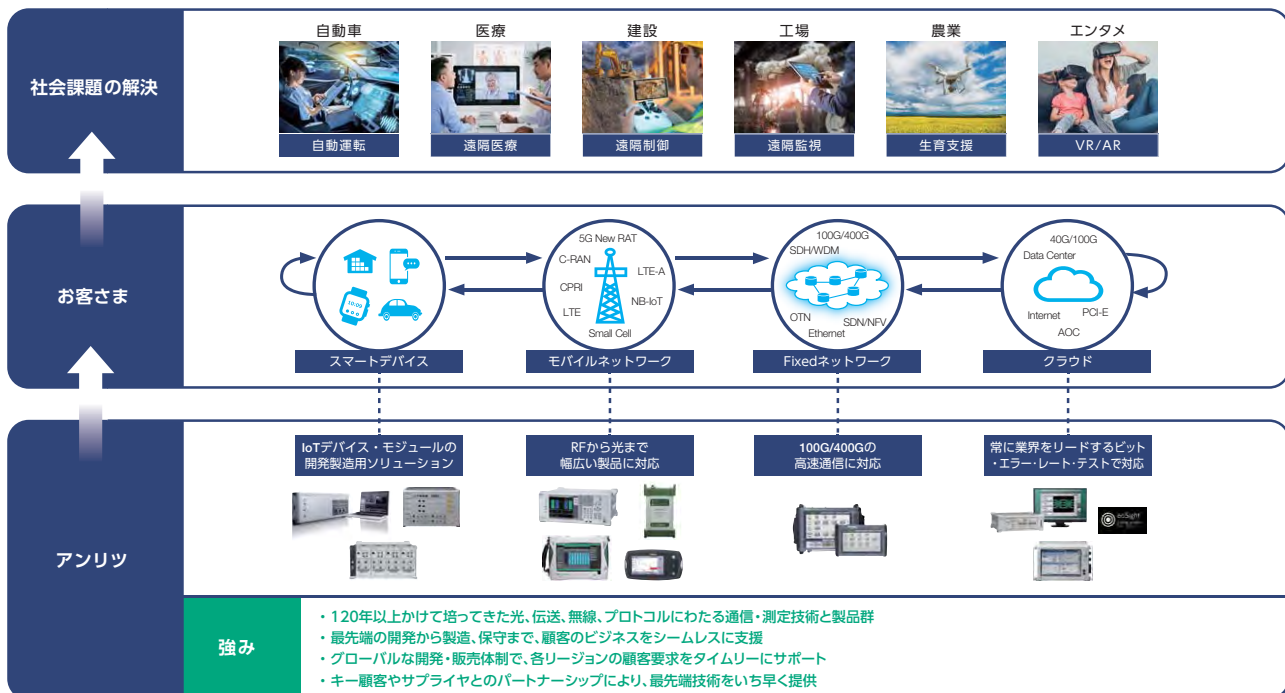 社会課題の解決
自動車
医療
建設
工場
農業
エンタメ
自動運転
遠隔医療
遠隔制御
遠隔監視
生育支援
VR/AR
お客さま
10:00
スマートデバイス
5G New RAT
C-RAN
LTE-A
CPRI
NB-IoT
LTE
Small Cell
モバイルネットワーク
100G/400G
SDH/WDM
OTN
SDN/NFV
Ethernet
Fixedネットワーク
40G/100G
Data Center
Internet
PCI-E
AOC
クラウド
アンリツ
IoTデバイス・モジュールの
開発製造用ソリューション
RFから光まで
幅広い製品に対応
100G/400Gの
高速通信に対応
常に業界をリードするビット
・エラー・レート・テストで対応
強み
・120年以上かけて培ってきた光、伝送、無線、プロトコルにわたる通信・測定技術と製品群
・最先端の開発から製造、保守まで、顧客のビジネスをシームレスに支援
・グローバルな開発・販売体制で、各リージョンの顧客要求をタイムリーにサポート
・キー顧客やサプライヤとのパートナーシップにより、最先端技術をいち早く提供